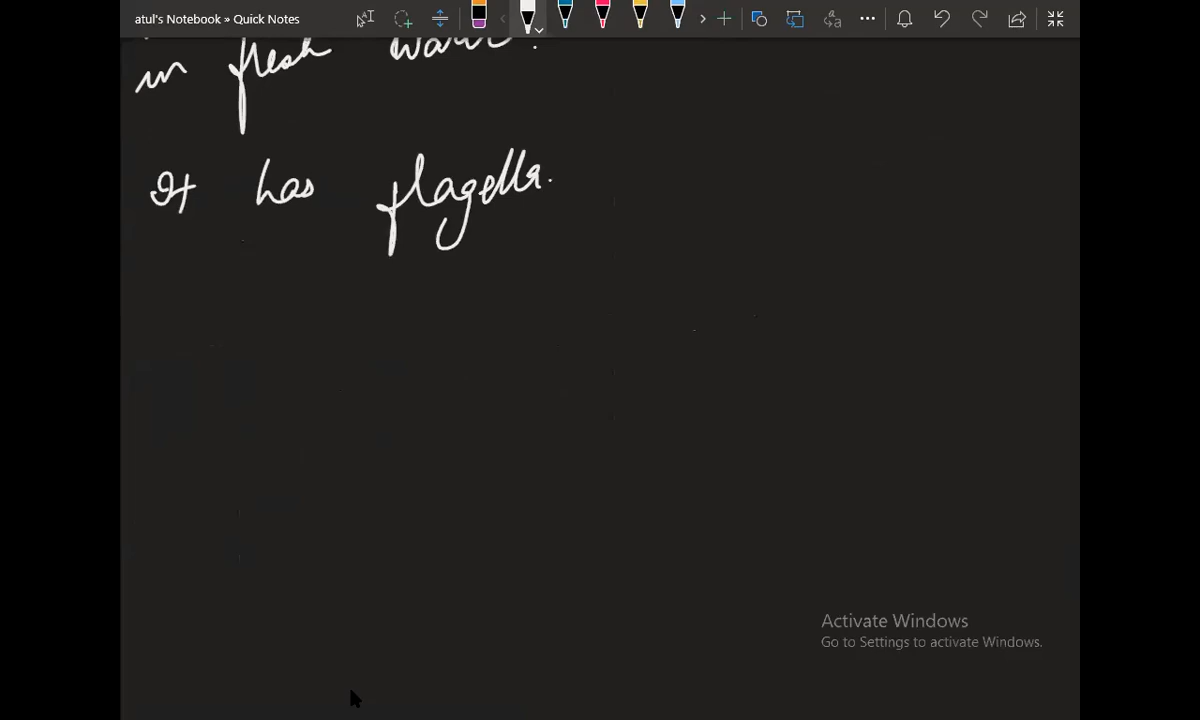 atul's Notebook » Quick Notes
in fresh water.
It has flagella.
Activate Windows
Go to Settings to activate Windows.